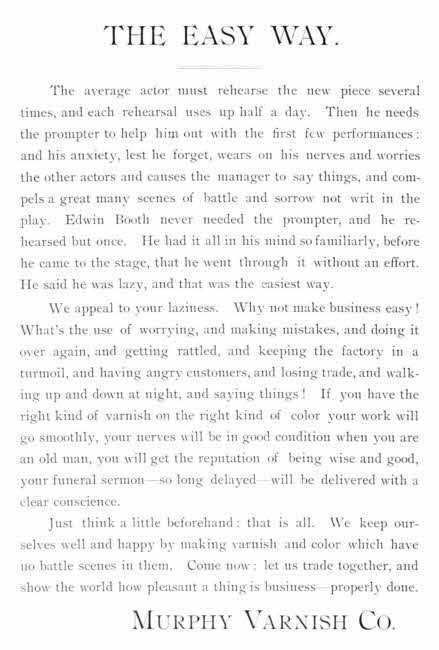 THE EASY WAY.
The average actor must rehearse the new piece several
times, and each rehearsal uses up half a day. Then he needs
the prompter to help him out with the first few performances:
and his anxiety, lest he forget, wears on his nerves and worries
the other actors and causes the manager to say things, and com-
pels a great many scenes of battle and sorrow not writ in the
play. Edwin Booth never needed the prompter, and he re-
hearsed but once. He had it all in his mind so familiarly, before
he came to the stage, that he went through it without an effort.
He said he was lazy, and that was the easiest way.
We appeal to your laziness. Why not make business easy!
What's the use of worrying, and making mistakes, and doing it
over again, and getting rattled, and keeping the factory in a
turmoil, and having angry customers, and losing trade, and walk-
ing up and down at night, and saying things! If you have the
right kind of varnish on the right kind of color your work will
go smoothly, your nerves will be in good condition when you are
an old man, you will get the reputation of being wise and good,
your funeral sermon—so long delayed—will be delivered with a
clear conscience.
Just think a little beforehand: that is all. We keep our-
selves well and happy by making varnish and color which have
no battle scenes in them. Come now: let us trade together, and
show the world how pleasant a thing is business—properly done.
MURPHY VARNISH CO.